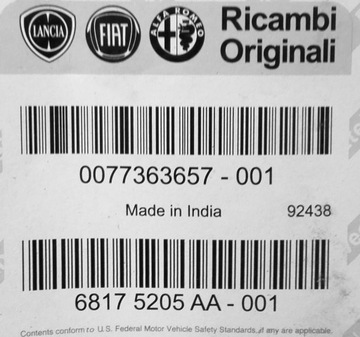 LANCIA FIAT ALFA ROMEO Ricambi
Originali
0077363657 - 001
Made in India 92438
6817 5205 AA - 001
Contents conform to U.S. Federal Motor Vehicle Safety Standards, if any are applicable.